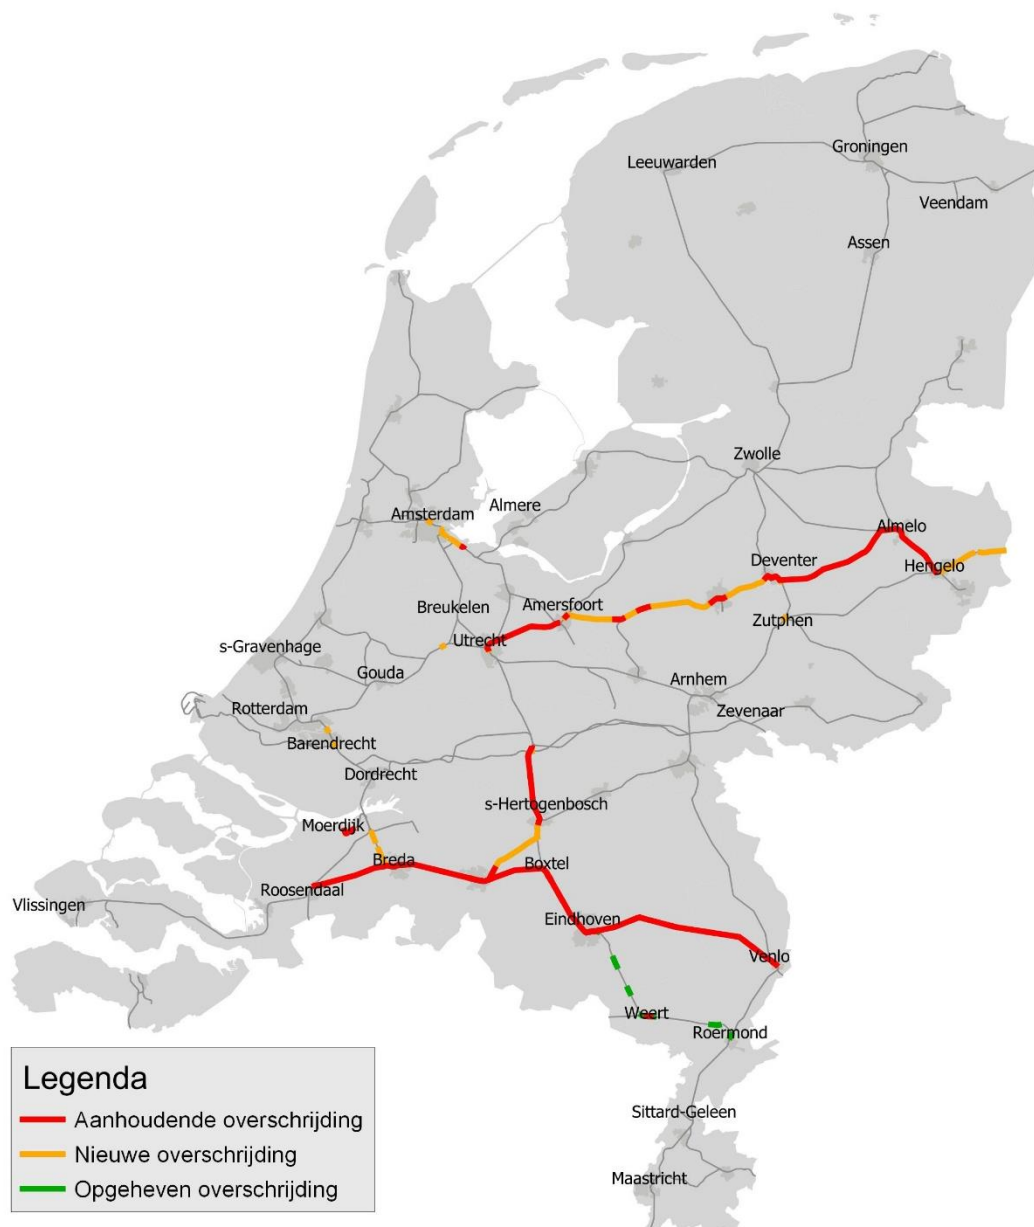 Groningen
Leeuwarden
Veendam
Assen
Zwolle
Almere
Amsterdam
Almelo
Deventer
Hengelo
Breukelen
Amersfoort
Zutphen
Utrecht
s-Gravenhage
Gouda
Arnhem
Rotterdam
Zevenaar
Barendrecht
Dordrecht
s-Hertogenbosch
Moerdijk
Breda
Boxtel
Roosendaal
Vlissingen
Eindhoven
Venlo
Weert
Roermond
Legenda
Aanhoudende overschrijding
Nieuwe overschrijding
Opgeheven overschrijding
Sittard-Geleen
Maastricht